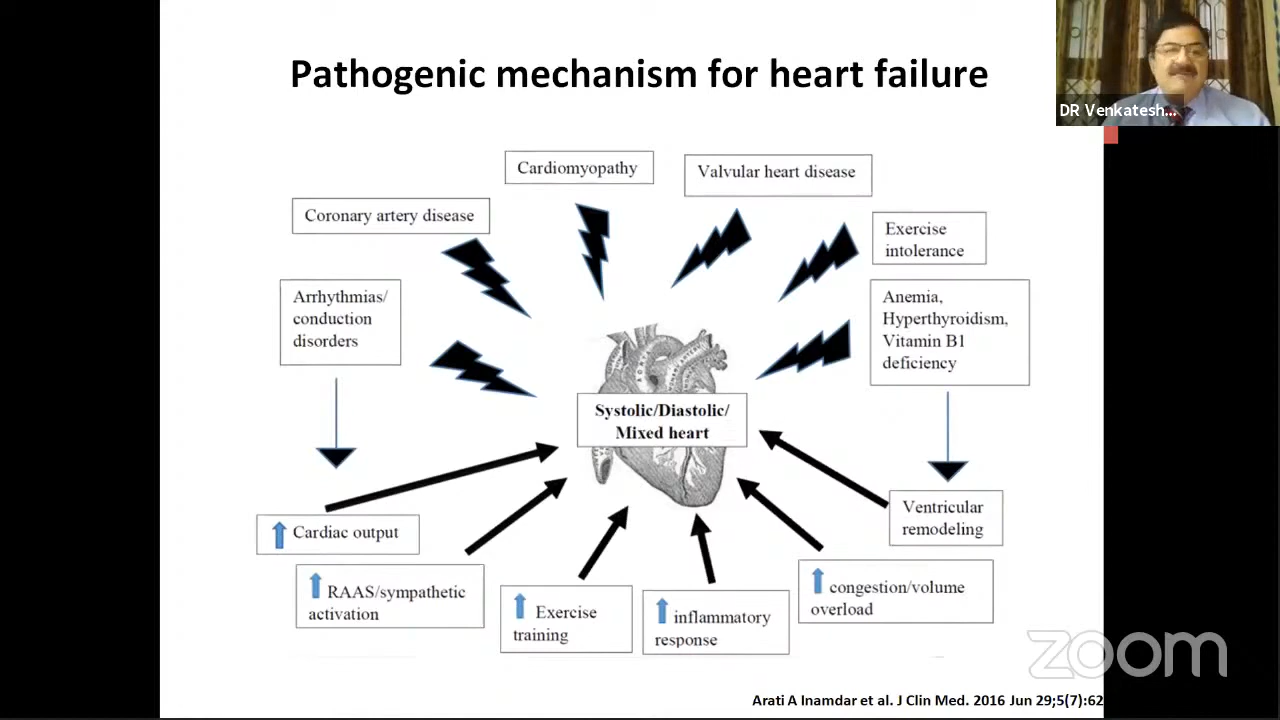 Pathogenic mechanism for heart failure
DR Venkatesh...
Cardiomyopathy
Valvular heart disease
Coronary artery disease
Exercise
intolerance
Arrhythmias/
conduction
disorders
Anemia,
Hyperthyroidism,
Vitamin B1
deficiency
Systolic/Diastolic/
Mixed heart
Cardiac output
RAAS/sympathetic
activation
Exercise
training
inflammatory
response
congestion/volume
overload
Ventricular
remodeling
zoom
Arati A Inamdar et al. J Clin Med. 2016 Jun 29;5(7):62